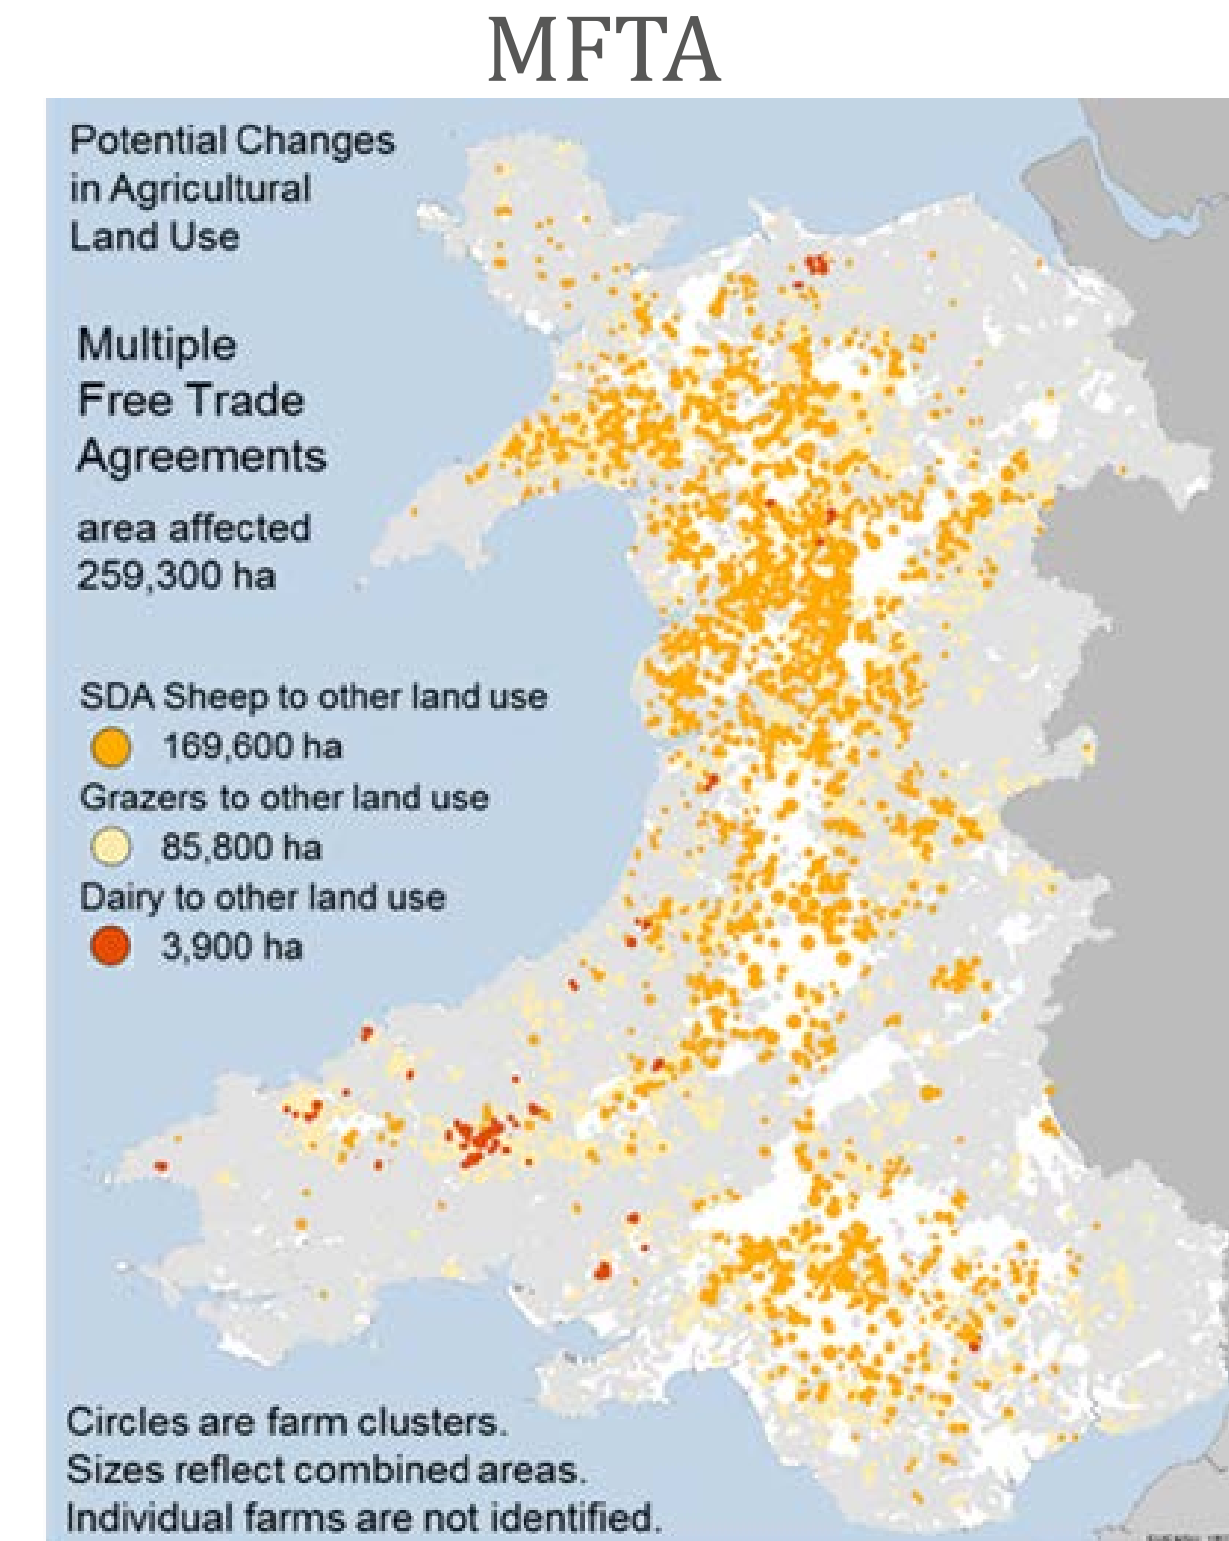 MFTA
Potential Changes
in Agricultural
Land Use
Multiple
Free Trade
Agreements
area affected
259,300 ha
SDA Sheep to other land use
169,600 ha
Grazers to other land use
85,800 ha
Dairy to other land use
3,900 ha
Circles are farm clusters.
Sizes reflect combined areas.
Individual farms are not identified.